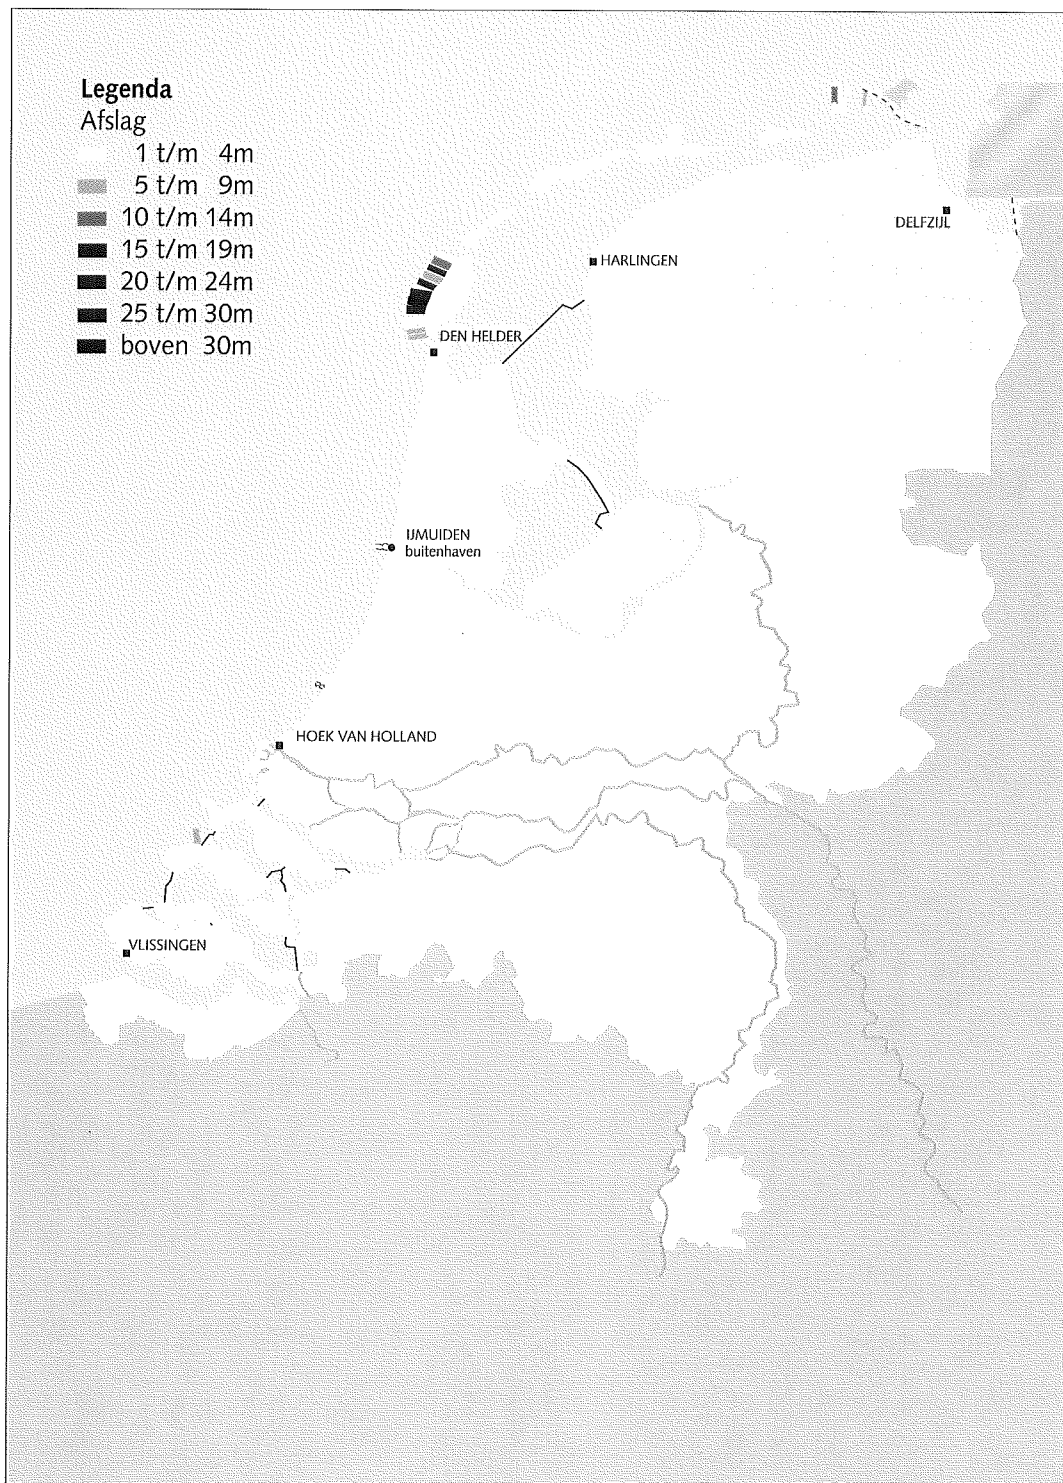 Legenda
Afslag
1 t/m 4m
5 t/m 9m
10 t/m 14m
15 t/m 19m
20 t/m 24m
25 t/m 30m
boven 30m
DELFZIJL
HARLINGEN
DEN HELDER
IJMUIDEN
buitenhaven
HOEK VAN HOLLAND
VLISSINGEN